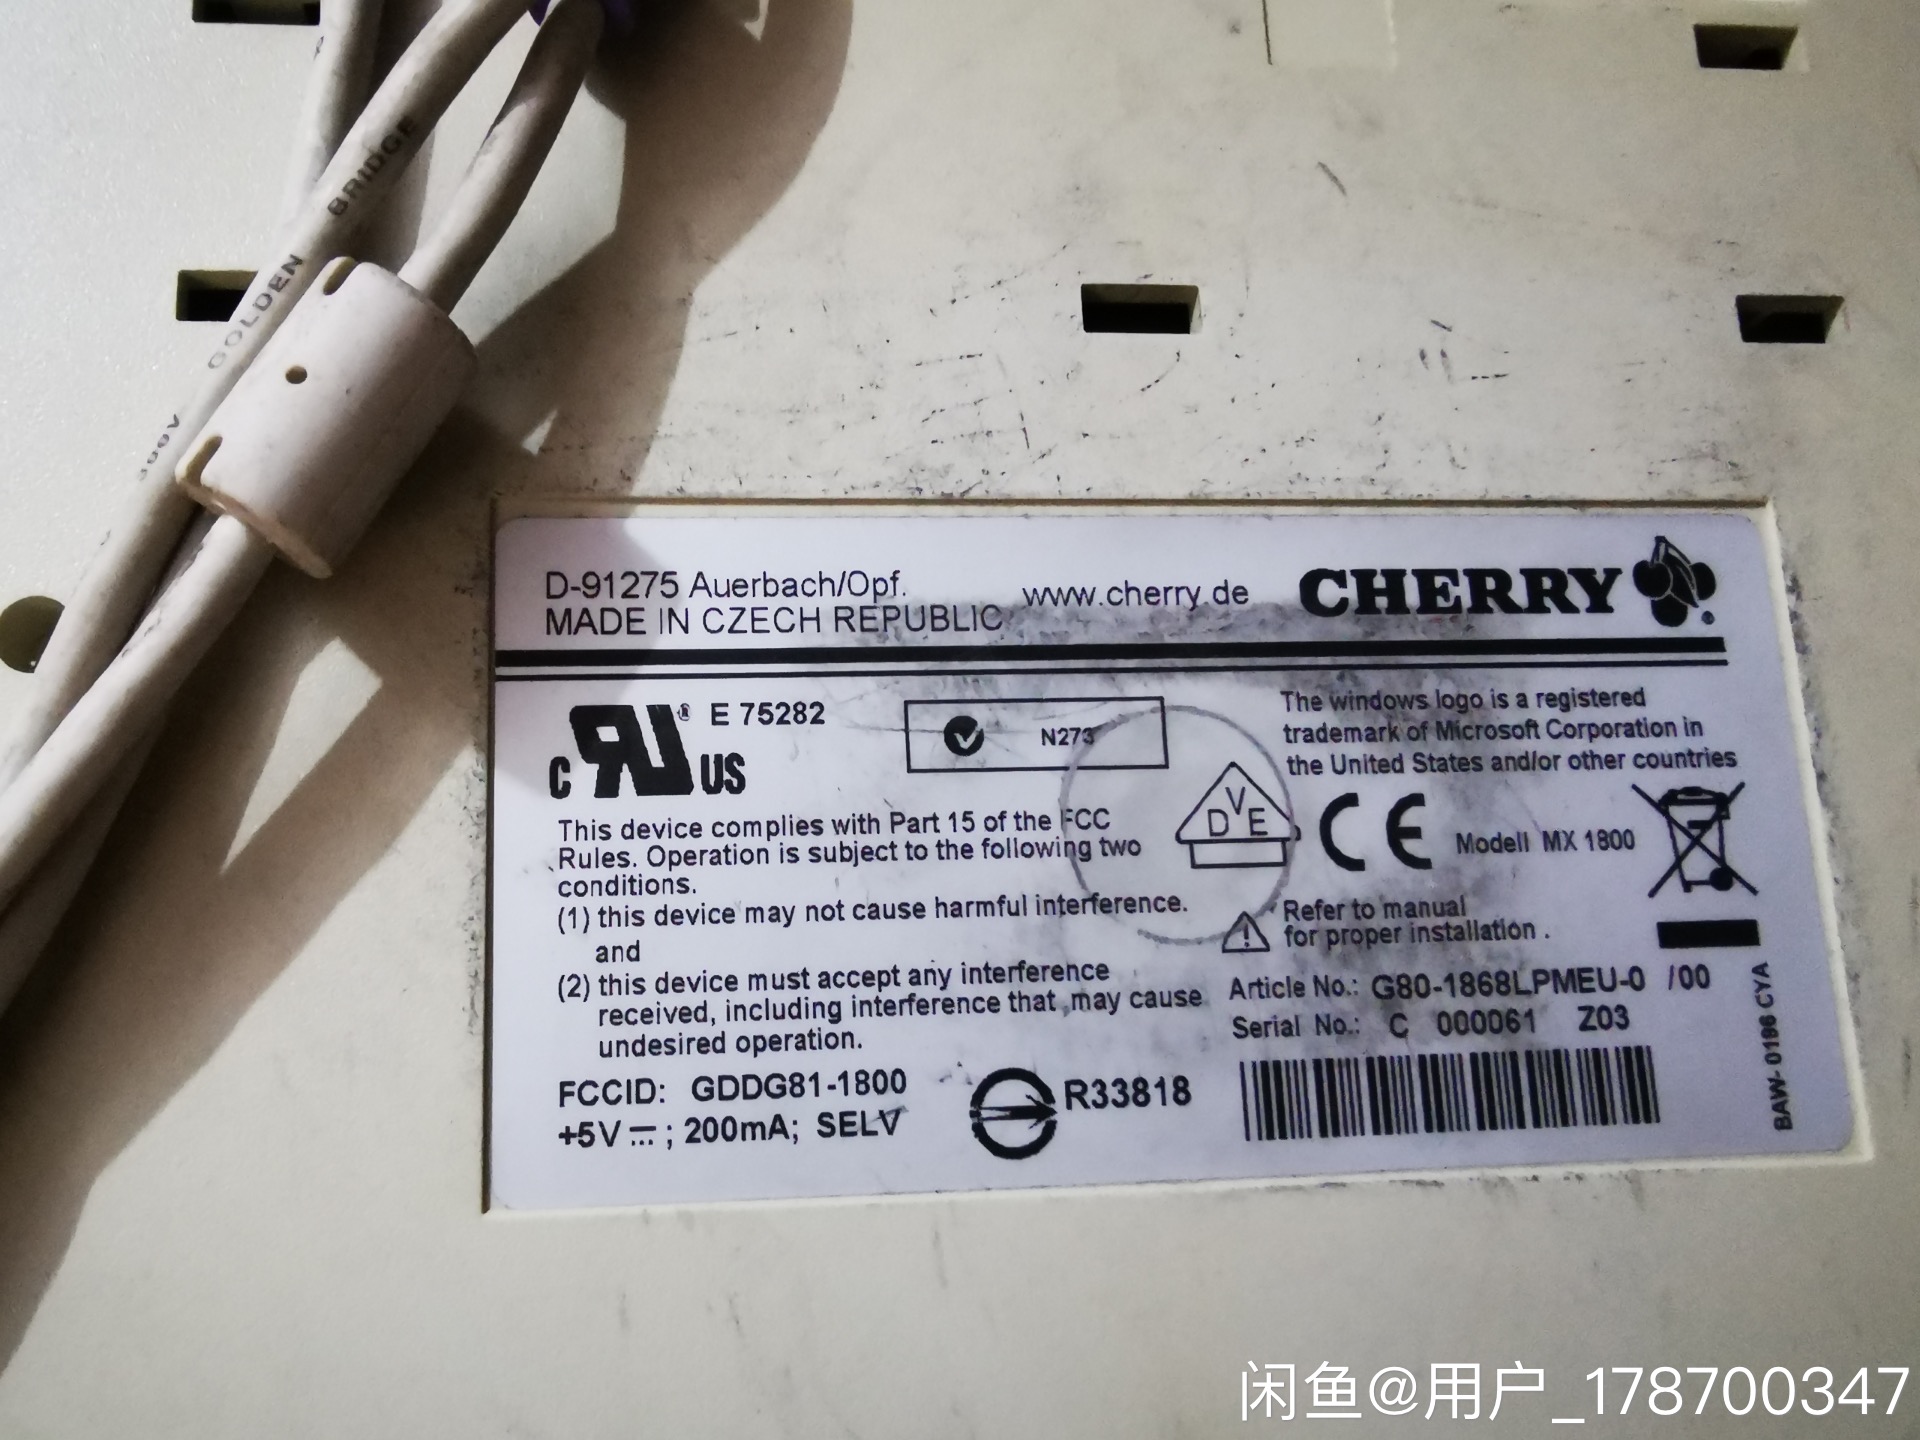 GOLDEN BRIDGE
300V
D-91275 Auerbach/Opf.
MADE IN CZECH REPUBLIC
www.cherry.de
CHERRY
c RU ® US
E 75282
N273
The windows logo is a registered
trademark of Microsoft Corporation in
the United States and/or other countries
This device complies with Part 15 of the FCC
Rules. Operation is subject to the following two
conditions.
(1) this device may not cause harmful interference.
and
(2) this device must accept any interference
received, including interference that may cause
undesired operation.
FCCID: GDDG81-1800
+5V ⎓; 200mA; SELV
R33818
DVE
CE
Modell MX 1800
Refer to manual
for proper installation .
Article No.: G80-1868LPMEU-0 /00
Serial No.: C 000061 Z03
BAW- 0186 CYA
闲鱼@用户_178700347